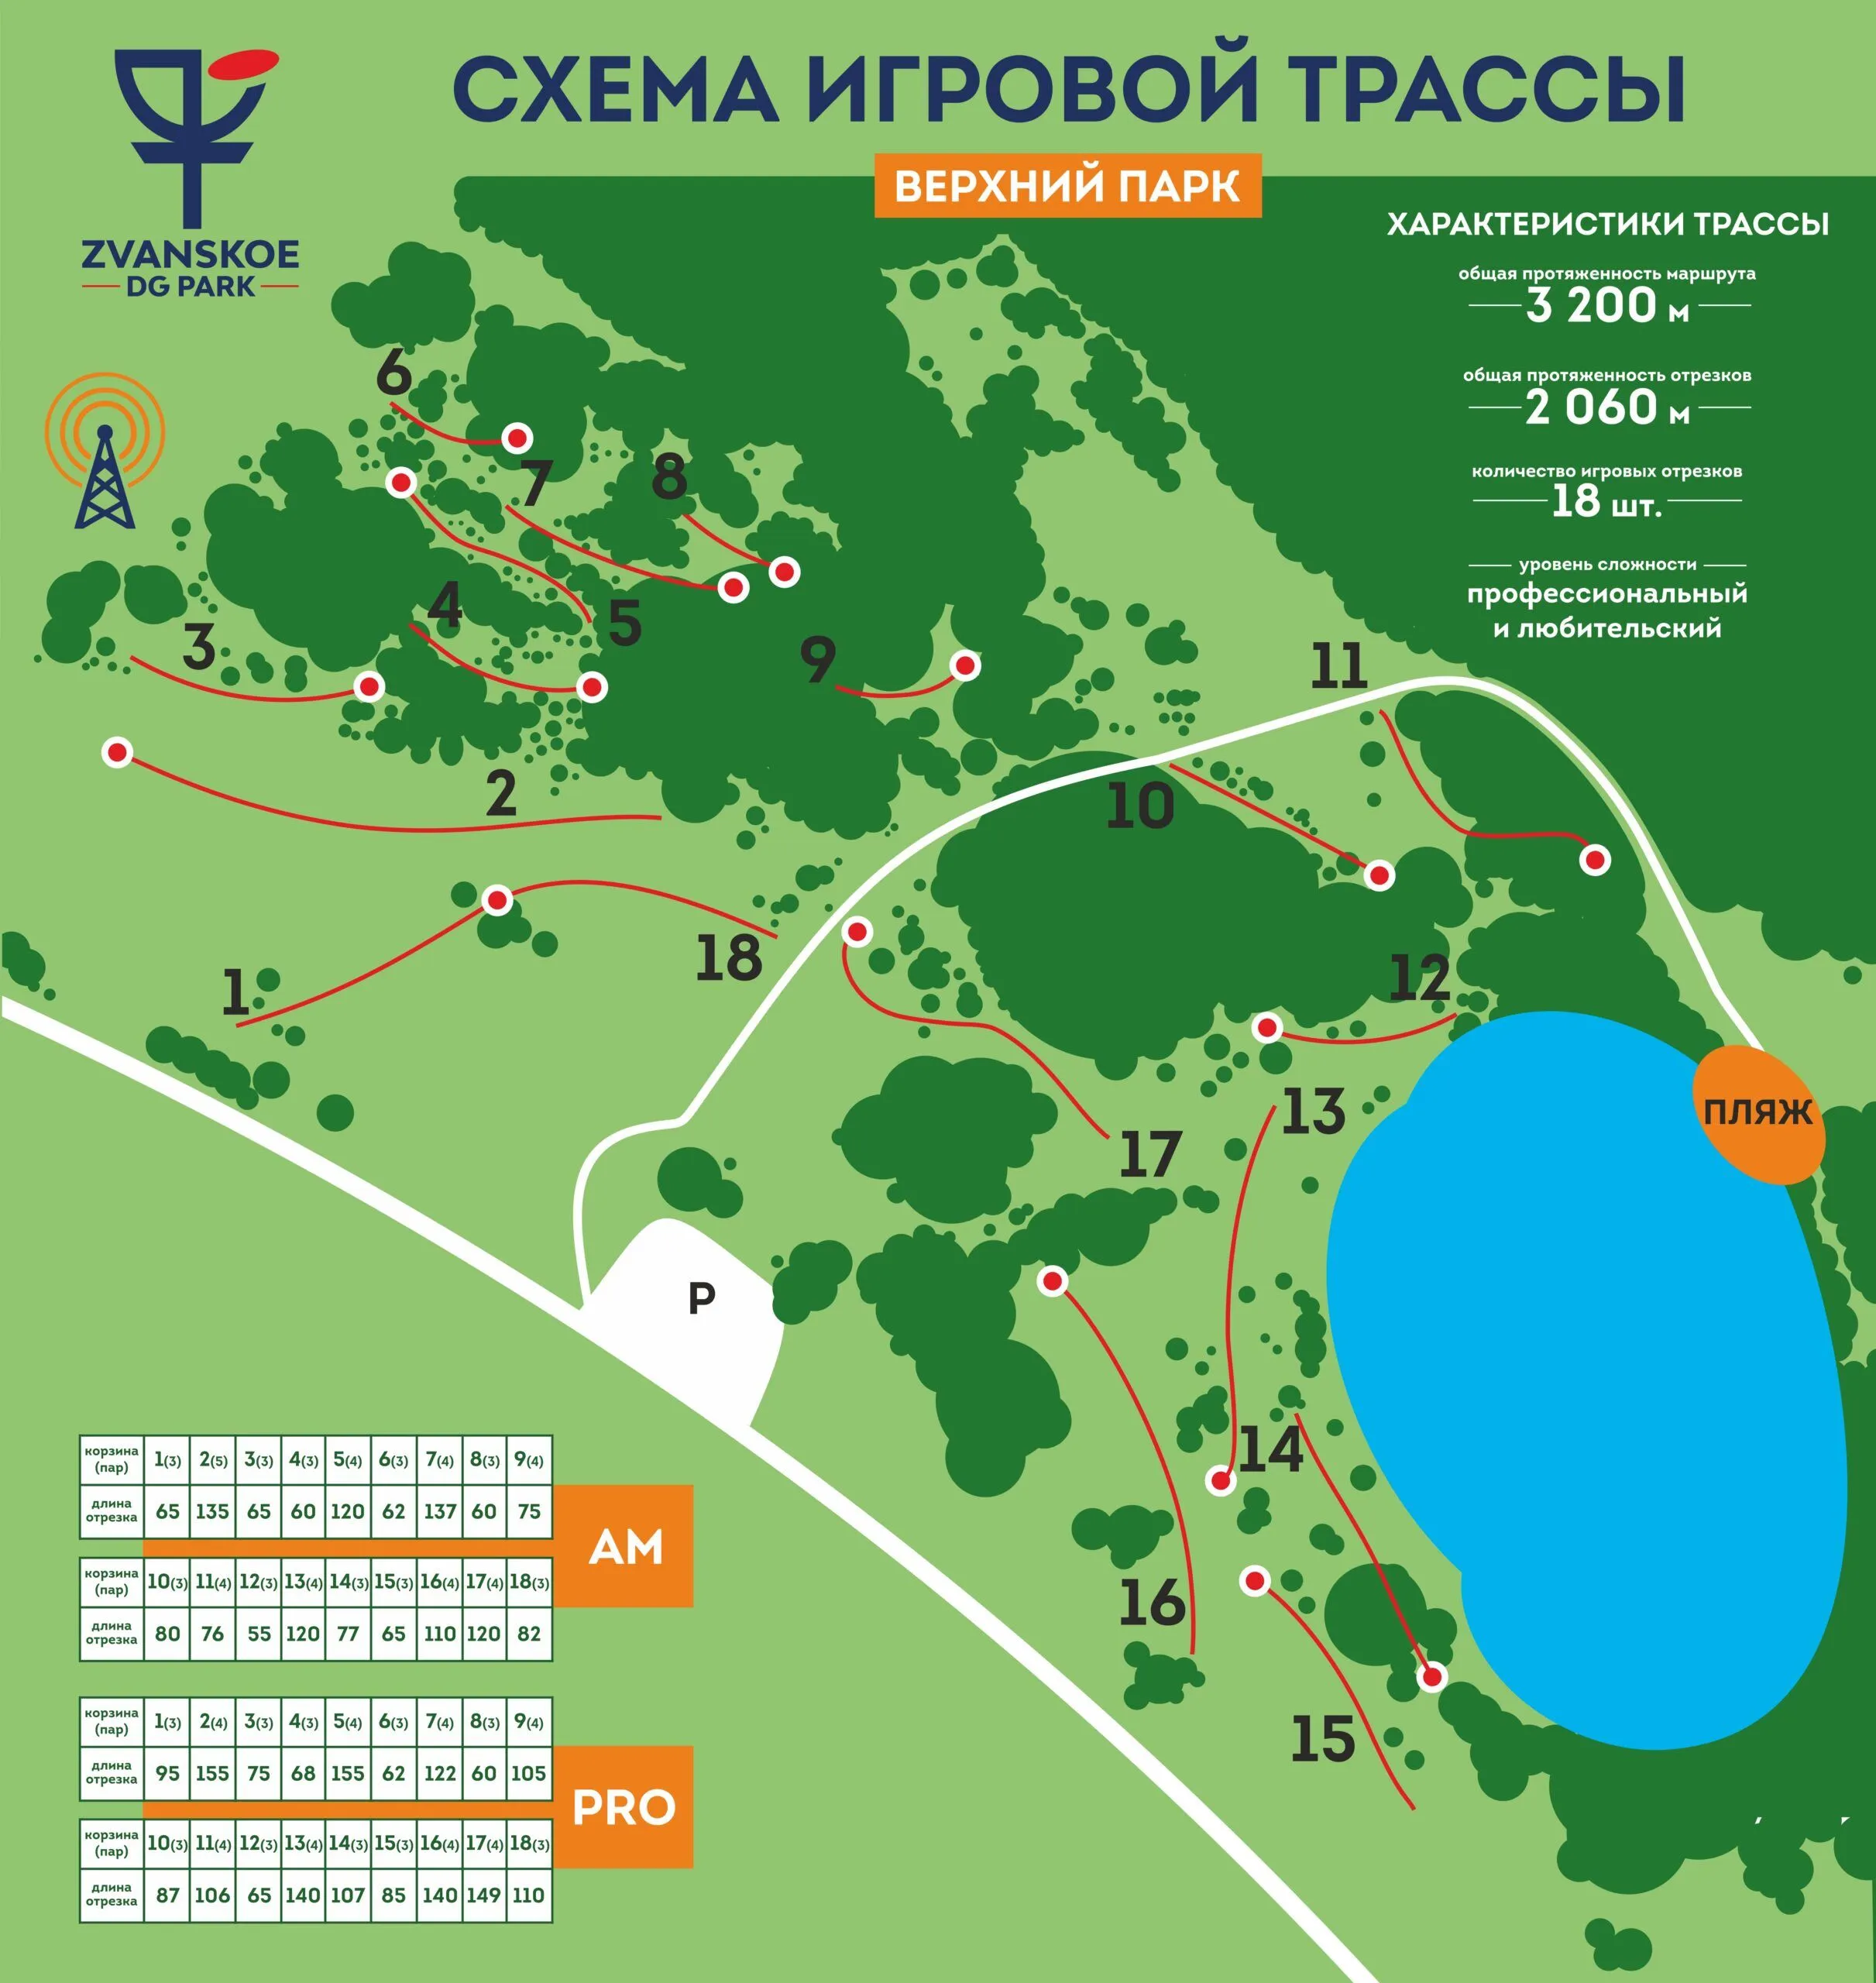 СХЕМА ИГРОВОЙ ТРАССЫ
ZVANSKOE
DG PARK
ВЕРХНИЙ ПАРК
ХАРАКТЕРИСТИКИ ТРАССЫ
общая протяженность маршрута
3 200 м
общая протяженность отрезков
2 060 м
количество игровых отрезков
18 шт.
уровень сложности
профессиональный
и любительский
6
7
8
4
5
3
9
11
2
10
18
12
1
13
ПЛЯЖ
17
P
14
16
15
корзина (пар) 1(3) 2(5) 3(3) 4(3) 5(4) 6(3) 7(4) 8(3) 9(4)
длина отрезка 65 135 65 60 120 62 137 60 75
AM
корзина (пар) 10(3) 11(4) 12(3) 13(4) 14(3) 15(3) 16(4) 17(4) 18(3)
длина отрезка 80 76 55 120 77 65 110 120 82
корзина (пар) 1(3) 2(4) 3(3) 4(3) 5(4) 6(3) 7(4) 8(3) 9(4)
длина отрезка 95 155 75 68 155 62 122 60 105
PRO
корзина (пар) 10(3) 11(4) 12(3) 13(4) 14(3) 15(3) 16(4) 17(4) 18(3)
длина отрезка 87 106 65 140 107 85 140 149 110